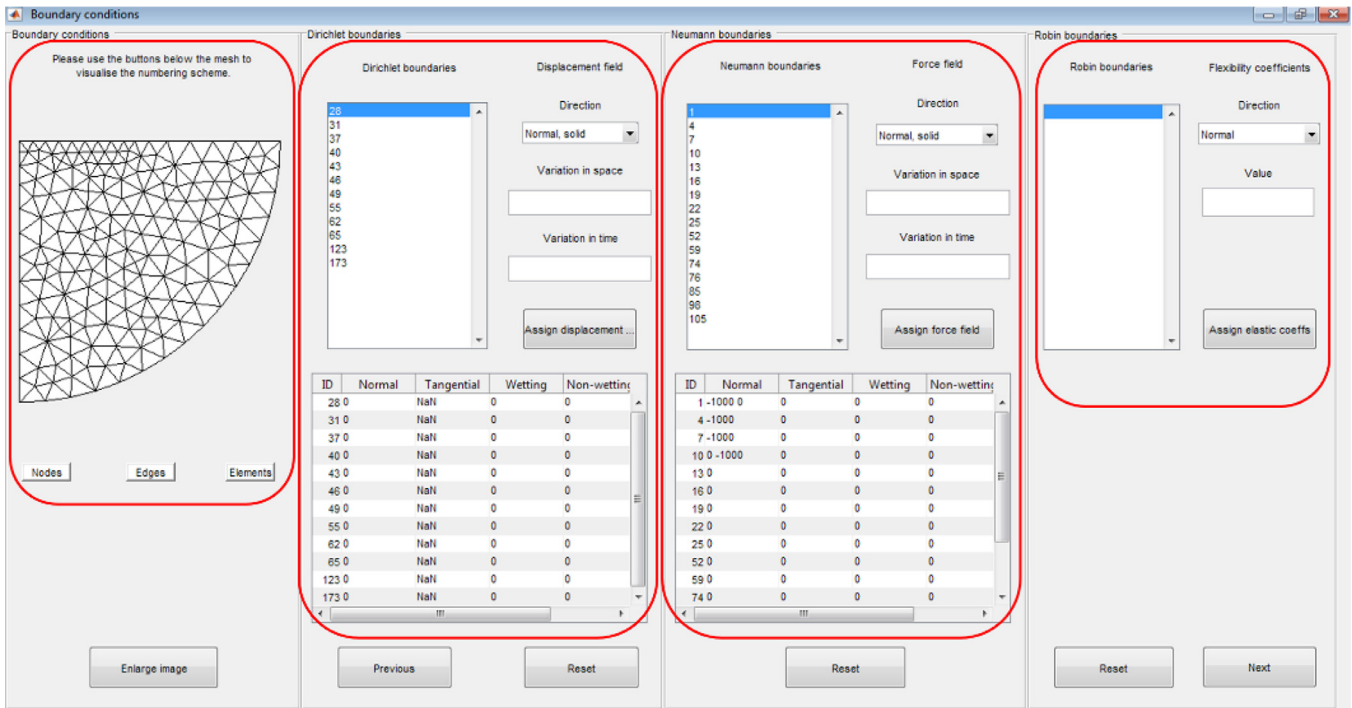 Boundary conditions
Boundary conditions
Please use the buttons below the mesh to
visualise the numbering scheme.
Nodes
Edges
Elements
Enlarge image
Dirichlet boundaries
Dirichlet boundaries
Displacement field
28
31
37
40
43
46
49
55
62
65
123
173
Direction
Normal, solid
Variation in space
Variation in time
Assign displacement ...
ID Normal Tangential Wetting Non-wetting
28 0 NaN 0 0
31 0 NaN 0 0
37 0 NaN 0 0
40 0 NaN 0 0
43 0 NaN 0 0
46 0 NaN 0 0
49 0 NaN 0 0
55 0 NaN 0 0
62 0 NaN 0 0
65 0 NaN 0 0
123 0 NaN 0 0
173 0 NaN 0 0
Previous
Reset
Neumann boundaries
Neumann boundaries
Force field
1
4
7
10
13
16
19
22
25
52
59
74
76
85
98
105
Direction
Normal, solid
Variation in space
Variation in time
Assign force field
ID Normal Tangential Wetting Non-wetting
1 -1000 0 0 0 0
4 -1000 0 0 0
7 -1000 0 0 0
10 0 -1000 0 0 0
13 0 0 0 0
16 0 0 0 0
19 0 0 0 0
22 0 0 0 0
25 0 0 0 0
52 0 0 0 0
59 0 0 0 0
74 0 0 0 0
Reset
Robin boundaries
Robin boundaries
Flexibility coefficients
Direction
Normal
Value
Assign elastic coeffs
Reset
Next